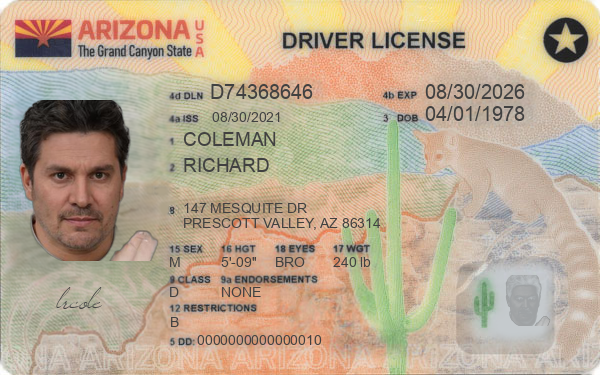 ARIZONA USA
The Grand Canyon State
DRIVER LICENSE
4d DLN D74368646
4b EXP 08/30/2026
4a ISS 08/30/2021
3 DOB 04/01/1978
1 COLEMAN
2 RICHARD
8 147 MESQUITE DR
PRESCOTT VALLEY, AZ 86314
15 SEX 16 HGT 18 EYES 17 WGT
M 5'-09" BRO 240 lb
9 CLASS 9a ENDORSEMENTS
D NONE
12 RESTRICTIONS
B
5 DD: 0000000000000010
ARIZONA ARIZONA ARIZONA ARIZONA